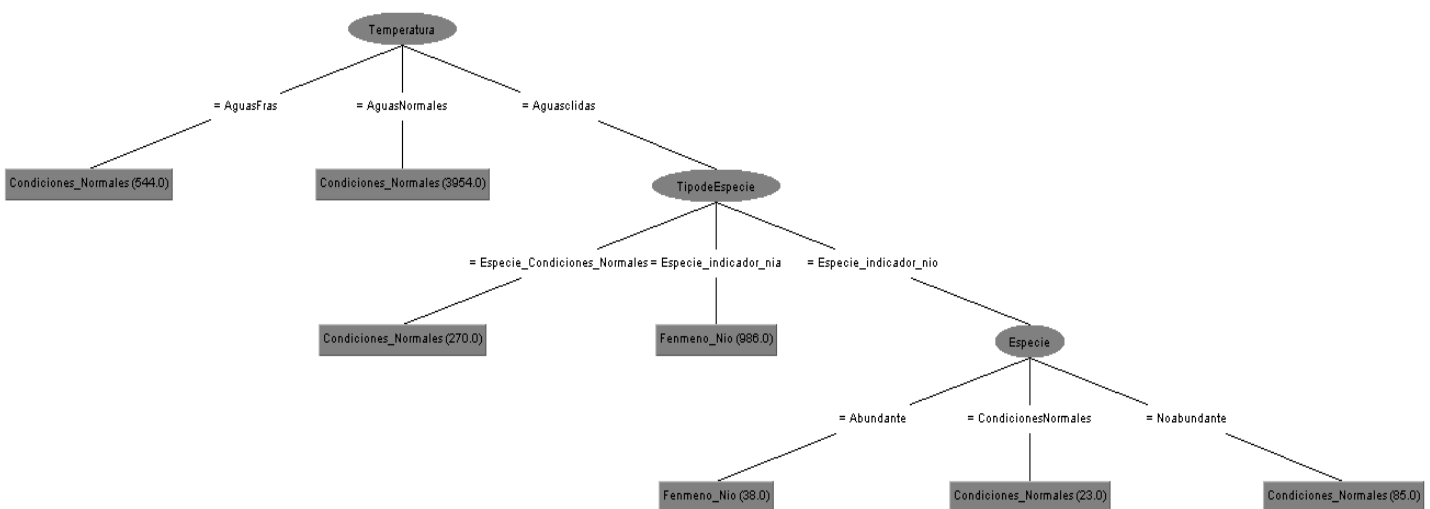 Temperatura
= AguasFras
= AguasNormales
= Aguasclidas
Condiciones_Normales (544.0)
Condiciones_Normales (3954.0)
TipodeEspecie
= Especie_Condiciones_Normales
= Especie_indicador_nia
= Especie_indicador_nio
Condiciones_Normales (270.0)
Fenmeno_Nio (986.0)
Especie
= Abundante
= CondicionesNormales
= Noabundante
Fenmeno_Nio (38.0)
Condiciones_Normales (23.0)
Condiciones_Normales (85.0)